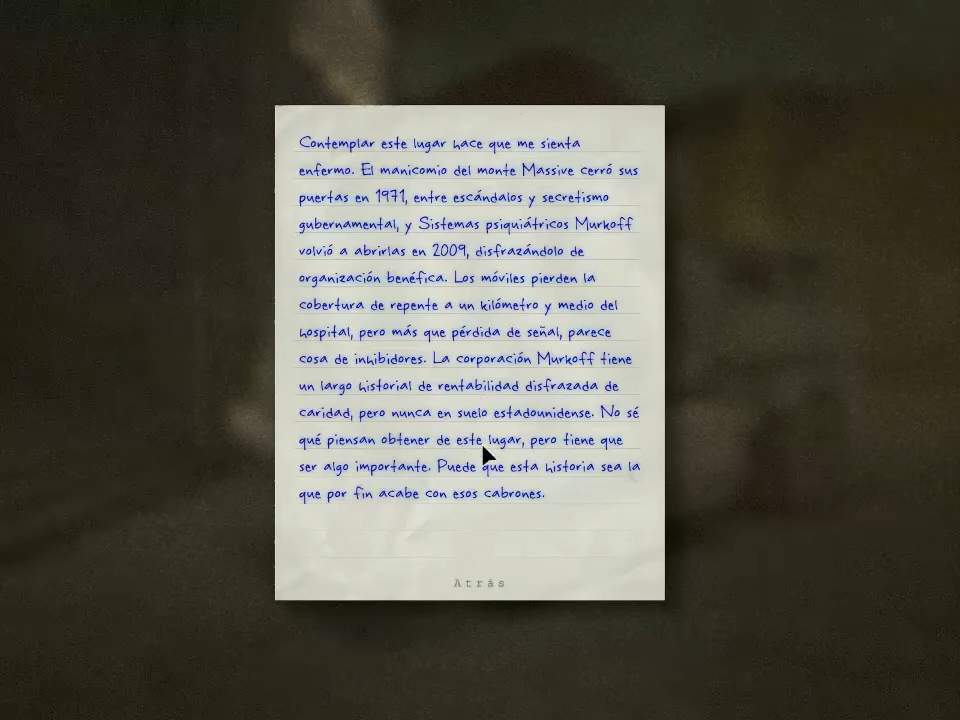 Contemplar este lugar hace que me sienta
enfermo. El manicomio del monte Massive cerró sus
puertas en 1971, entre escándalos y secretismo
gubernamental, y Sistemas psiquiátricos Murkoff
volvió a abrirlas en 2009, disfrazándolo de
organización benéfica. Los móviles pierden la
cobertura de repente a un kilómetro y medio del
hospital, pero más que pérdida de señal, parece
cosa de inhibidores. La corporación Murkoff tiene
un largo historial de rentabilidad disfrazada de
caridad, pero nunca en suelo estadounidense. No sé
qué piensan obtener de este lugar, pero tiene que
ser algo importante. Puede que esta historia sea la
que por fin acabe con esos cabrones.
Atrás